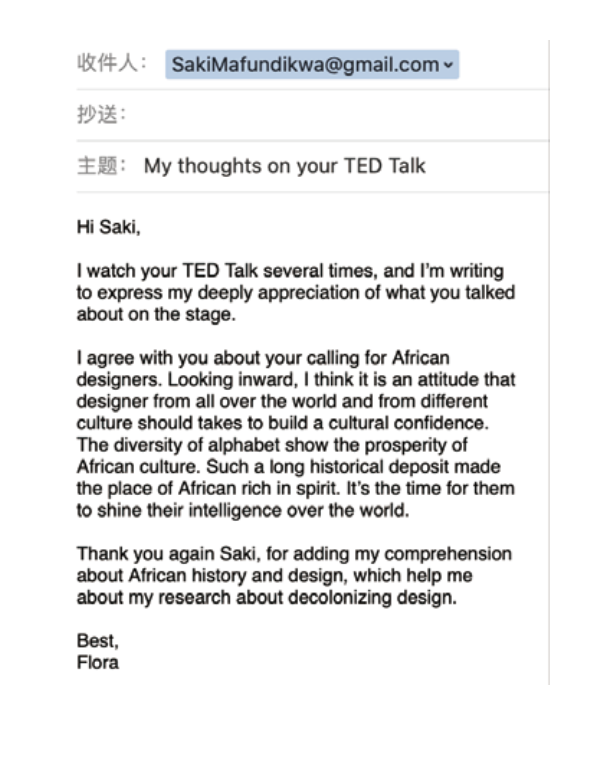 收件人： SakiMafundikwa@gmail.com
抄送：
主题： My thoughts on your TED Talk
Hi Saki,
I watch your TED Talk several times, and I'm writing
to express my deeply appreciation of what you talked
about on the stage.
I agree with you about your calling for African
designers. Looking inward, I think it is an attitude that
designer from all over the world and from different
culture should takes to build a cultural confidence.
The diversity of alphabet show the prosperity of
African culture. Such a long historical deposit made
the place of African rich in spirit. It's the time for them
to shine their intelligence over the world.
Thank you again Saki, for adding my comprehension
about African history and design, which help me
about my research about decolonizing design.
Best,
Flora